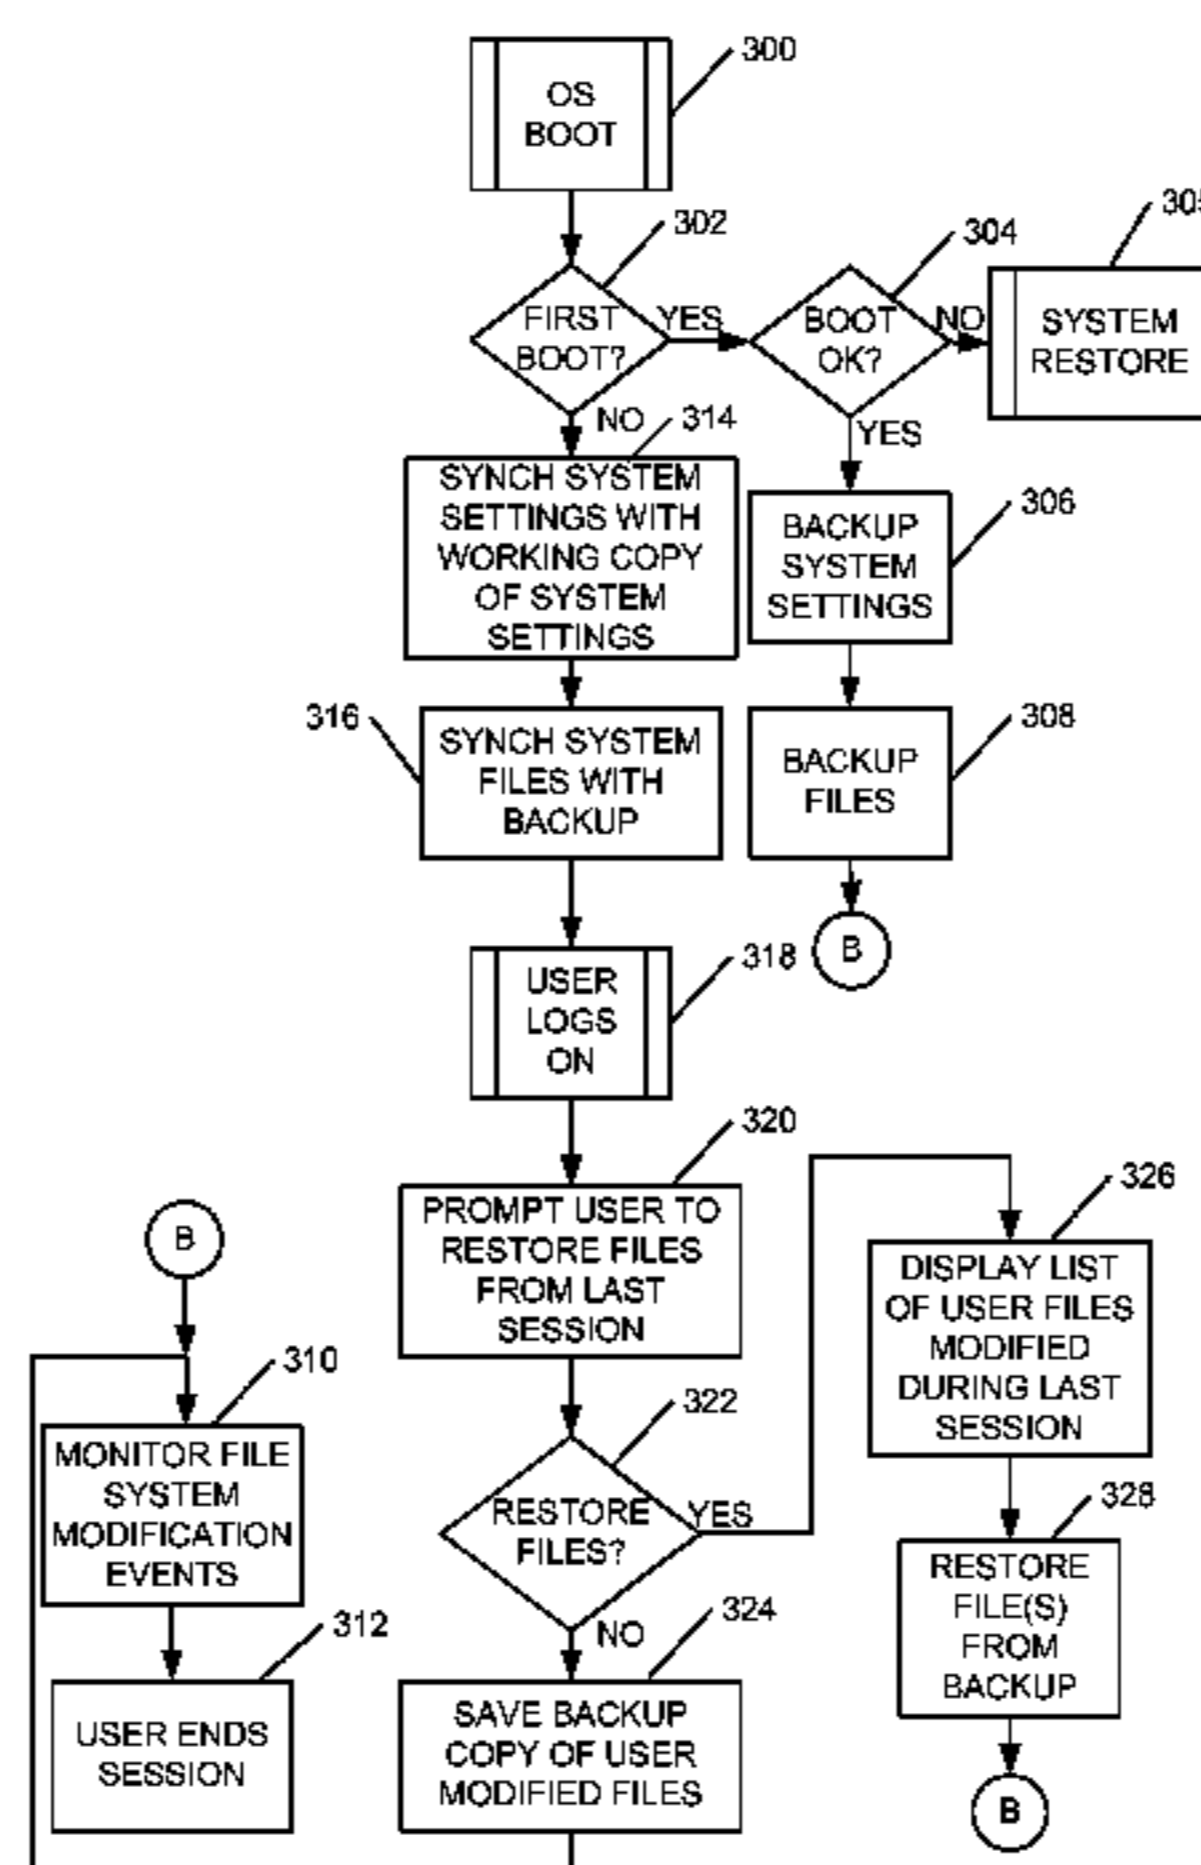 300
OS
BOOT
302
304
305
FIRST
BOOT?
YES
BOOT
OK?
NO
SYSTEM
RESTORE
NO
314
YES
SYNCH SYSTEM
SETTINGS WITH
WORKING COPY
OF SYSTEM
SETTINGS
306
BACKUP
SYSTEM
SETTINGS
316
SYNCH SYSTEM
FILES WITH
BACKUP
308
BACKUP
FILES
B
318
USER
LOGS
ON
320
PROMPT USER TO
RESTORE FILES
FROM LAST
SESSION
326
DISPLAY LIST
OF USER FILES
MODIFIED
DURING LAST
SESSION
B
310
MONITOR FILE
SYSTEM
MODIFICATION
EVENTS
322
RESTORE
FILES?
YES
328
RESTORE
FILE(S)
FROM
BACKUP
312
USER ENDS
SESSION
NO
324
SAVE BACKUP
COPY OF USER
MODIFIED FILES
B